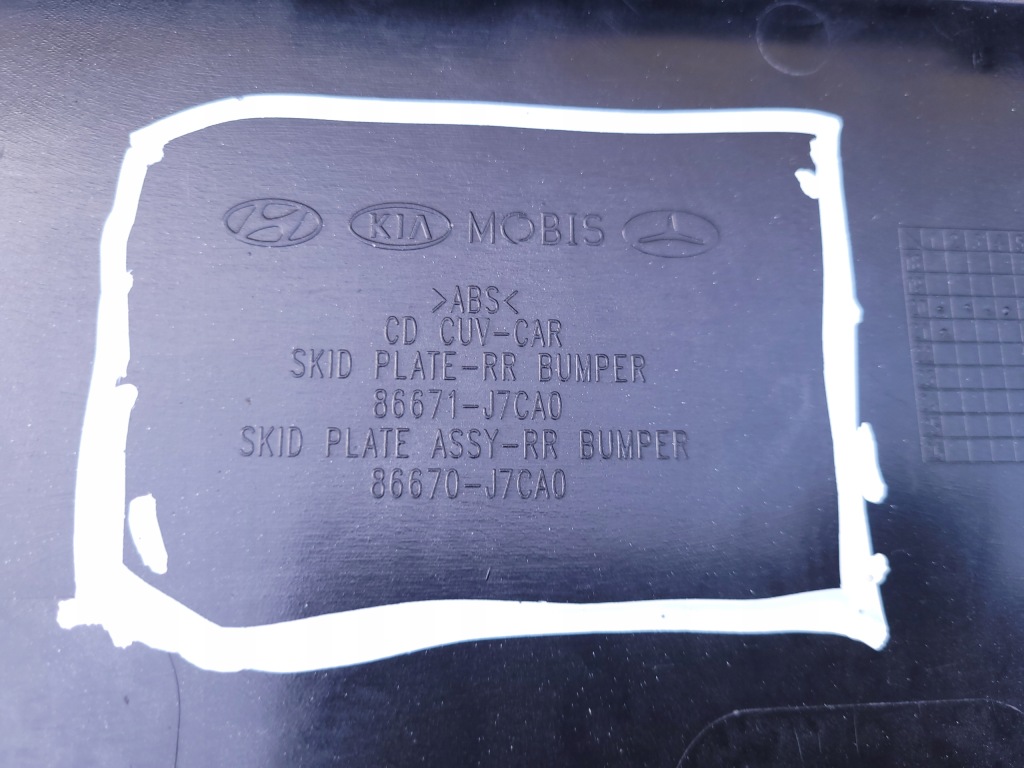 KIA MOBIS
>ABS<
CD CUV-CAR
SKID PLATE-RR BUMPER
86671-J7CA0
SKID PLATE ASSY-RR BUMPER
86670-J7CA0